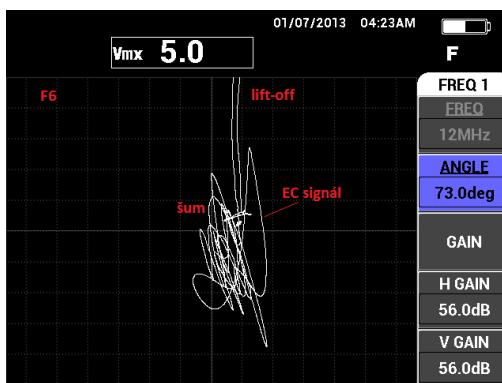 01/07/2013 04:23AM
Vmx 5.0
F
F6
lift-off
FREQ 1
FREQ
12MHz
ANGLE
73.0deg
EC signál
šum
GAIN
H GAIN
56.0dB
V GAIN
56.0dB